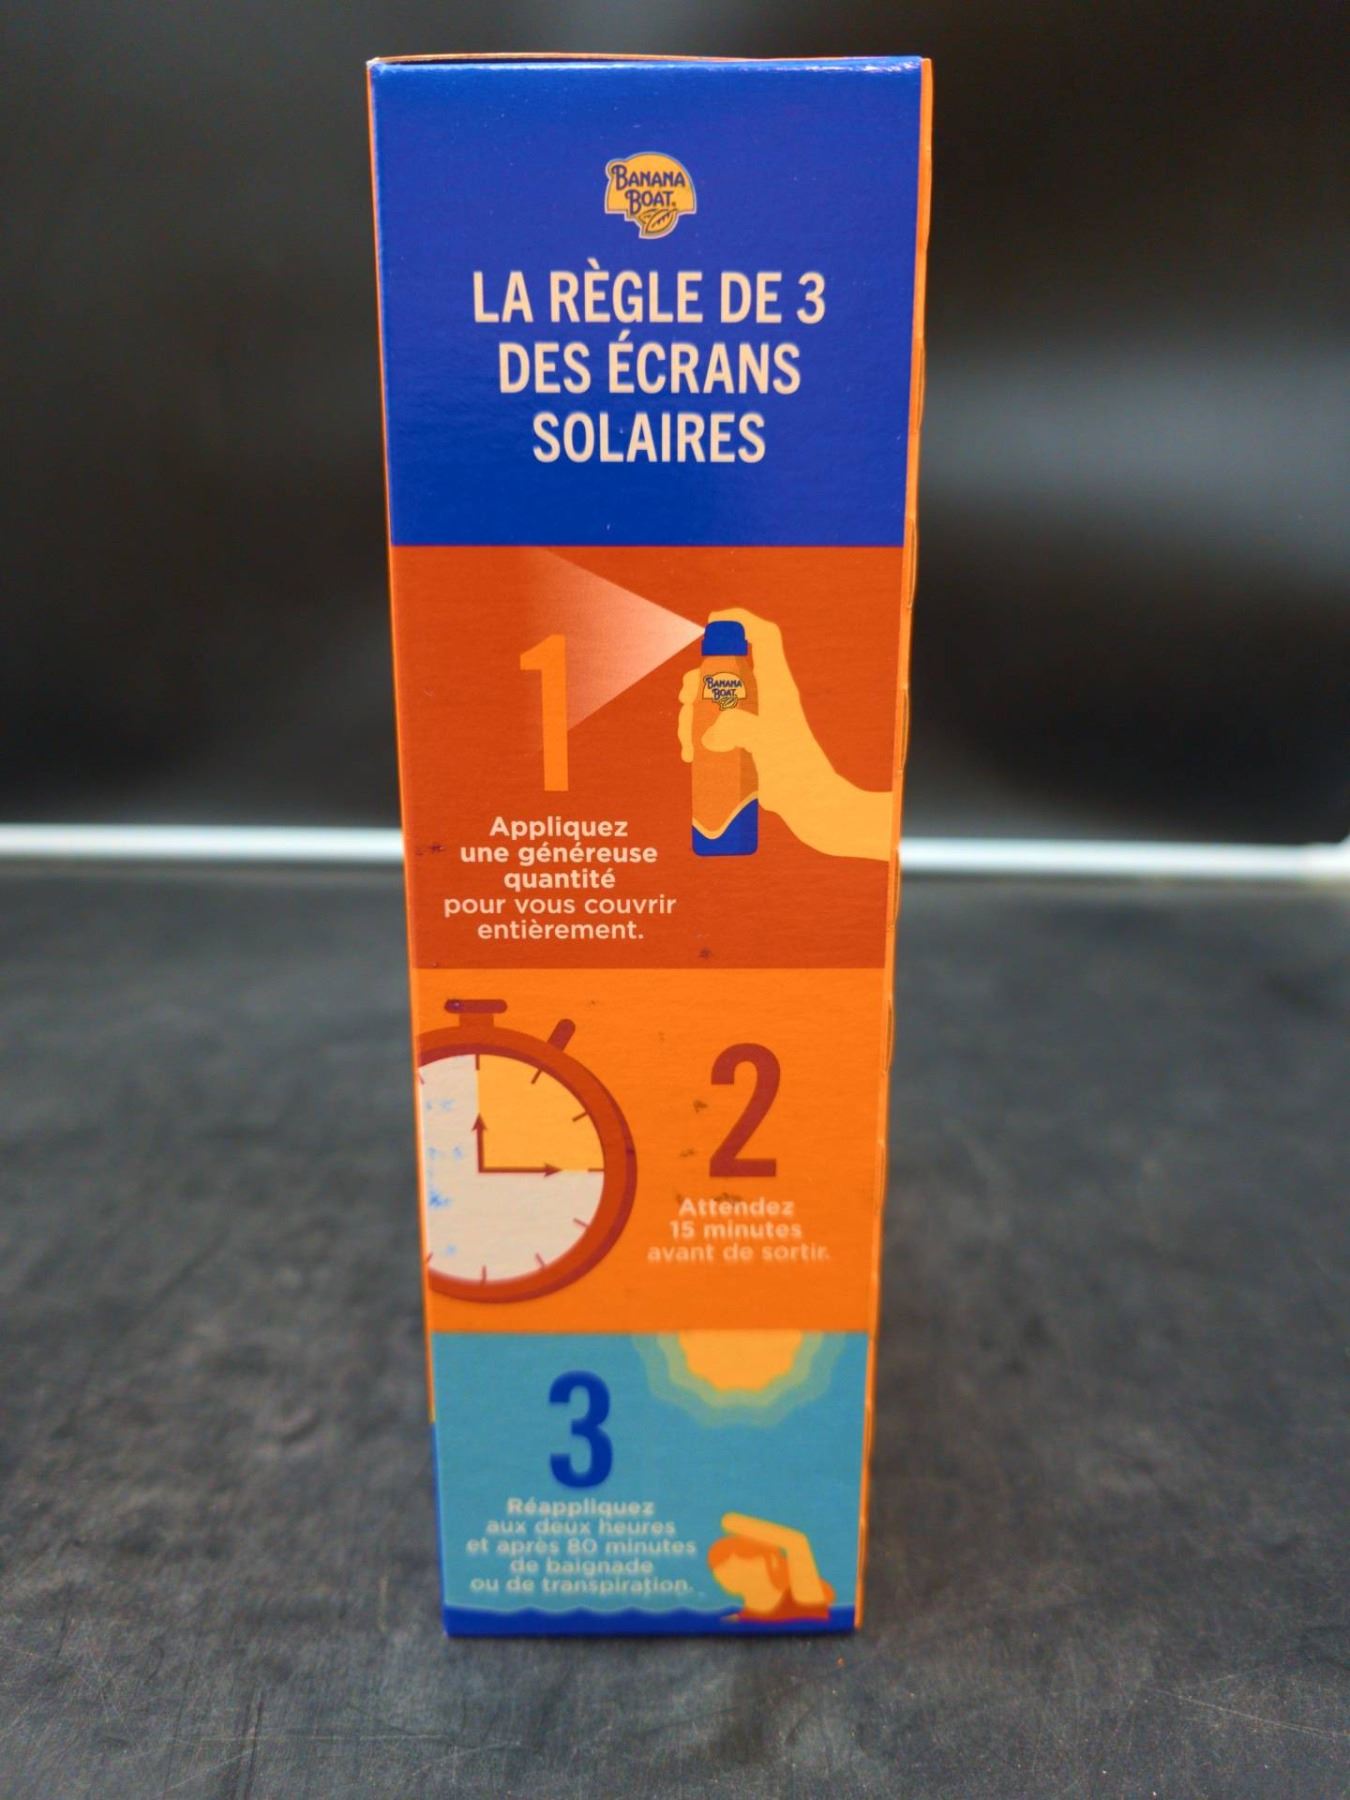 BANANA
BOAT®
LA RÈGLE DE 3
DES ÉCRANS
SOLAIRES
1
BANANA
BOAT
Appliquez
une généreuse
quantité
pour vous couvrir
entièrement.
2
Attendez
15 minutes
avant de sortir.
3
Réappliquez
aux deux heures
et après 80 minutes
de baignade
ou de transpiration.